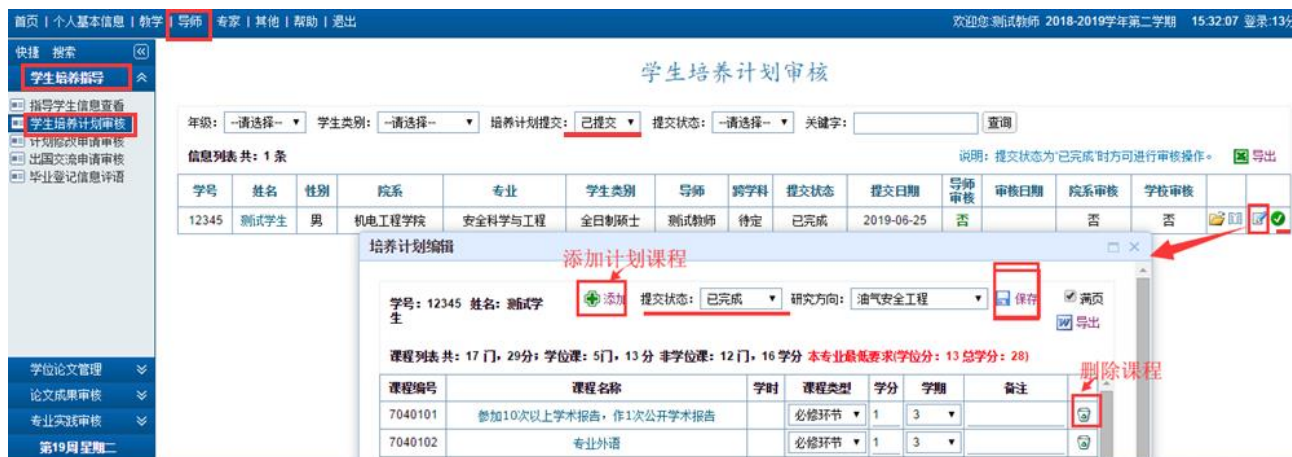 首页 | 个人基本信息 | 教学 | 导师 专家 | 其他 | 帮助 | 退出 欢迎您:测试教师 2018-2019学年第二学期 15:32:07 登录:13分
快捷 搜索
学生培养指导
指导学生信息查看
学生培养计划审核
计划修改申请审核
出国交流申请审核
毕业登记信息评语
学位论文管理
论文成果审核
专业实践审核
第19周 星期二
学生培养计划审核
年级: --请选择-- 学生类别: --请选择-- 培养计划提交: 已提交 提交状态: --请选择-- 关键字: 查询
信息列表 共: 1 条 说明: 提交状态为'已完成'时方可进行审核操作。 导出
学号 姓名 性别 院系 专业 学生类别 导师 跨学科 提交状态 提交日期 导师审核 审核日期 院系审核 学校审核
12345 测试学生 男 机电工程学院 安全科学与工程 全日制硕士 测试教师 待定 已完成 2019-06-25 否 否 否
培养计划编辑
添加计划课程
学号: 12345 姓名: 测试学生 添加 提交状态: 已完成 研究方向: 油气安全工程 保存 满页
导出
课程列表 共: 17 门, 29分; 学位课: 5门, 13 分 非学位课: 12 门, 16 学分 本专业最低要求(学位分: 13 总学分: 28)
删除课程
课程编号 课程名称 学时 课程类型 学分 学期 备注
7040101 参加10次以上学术报告, 作1次公开学术报告 必修环节 1 3
7040102 专业外语 必修环节 1 3